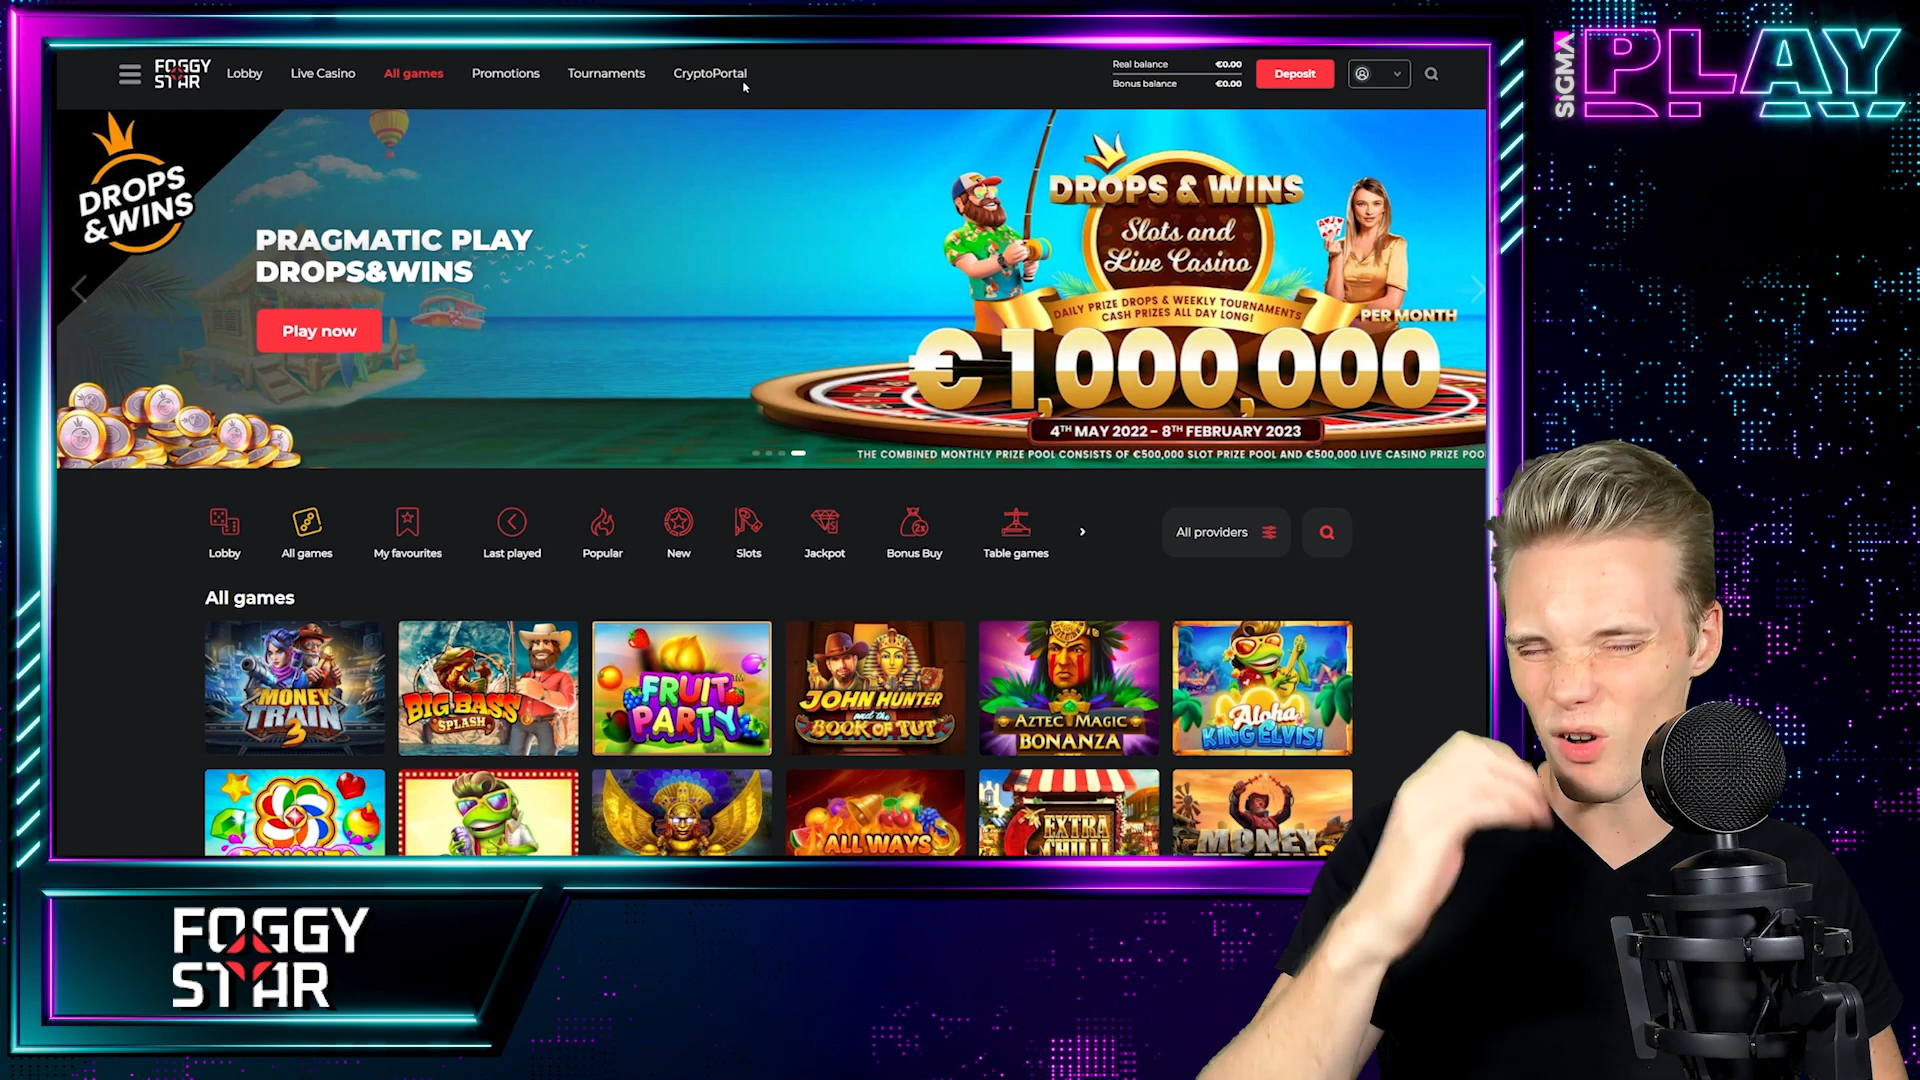 FOGGY
STAR
Lobby
Live Casino
All games
Promotions
Tournaments
CryptoPortal
Real balance €0.00
Bonus balance €0.00
Deposit
SiGMA
PLAY
DROPS
&WINS
PRAGMATIC PLAY
DROPS&WINS
Play now
DROPS & WINS
Slots and
Live Casino
DAILY PRIZE DROPS & WEEKLY TOURNAMENTS
CASH PRIZES ALL DAY LONG!
PER MONTH
€1,000,000
4TH MAY 2022 - 8TH FEBRUARY 2023
THE COMBINED MONTHLY PRIZE POOL CONSISTS OF €500,000 SLOT PRIZE POOL AND €500,000 LIVE CASINO PRIZE POO
Lobby
All games
My favourites
Last played
Popular
New
Slots
Jackpot
Bonus Buy
Table games
All providers
All games
MONEY
TRAIN
3
BIG BASS
SPLASH
FRUIT
PARTY
JOHN HUNTER
and the
BOOK OF TUT
AZTEC MAGIC
BONANZA
Aloha
KING ELVIS!
ALL WAYS
EXTRA
CHILLI
MONEY
FOGGY
STAR